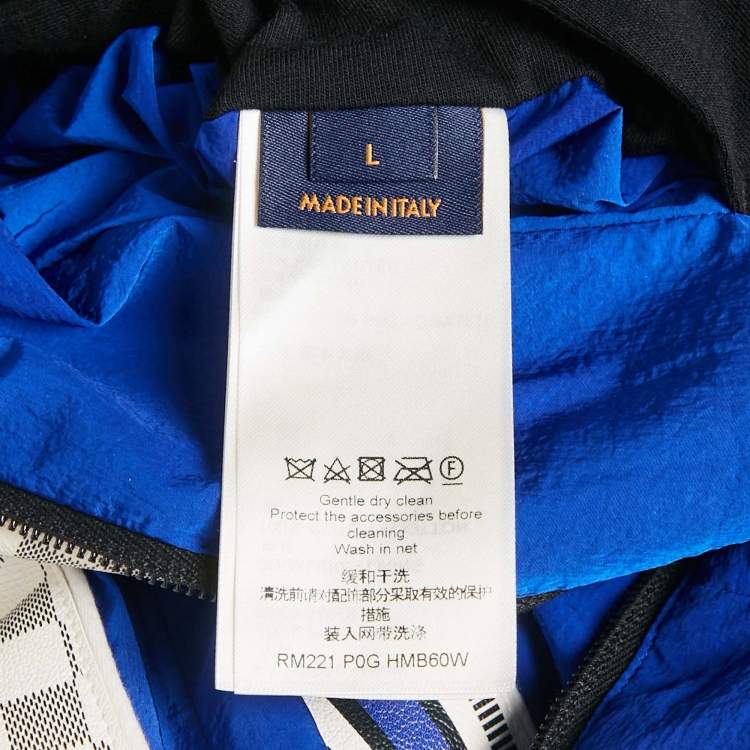 L
MADE IN ITALY
Gentle dry clean
Protect the accessories before
cleaning
Wash in net
缓和干洗
清洗前请对配饰部分采取有效的保护
措施
装入网带洗涤
RM221 P0G HMB60W